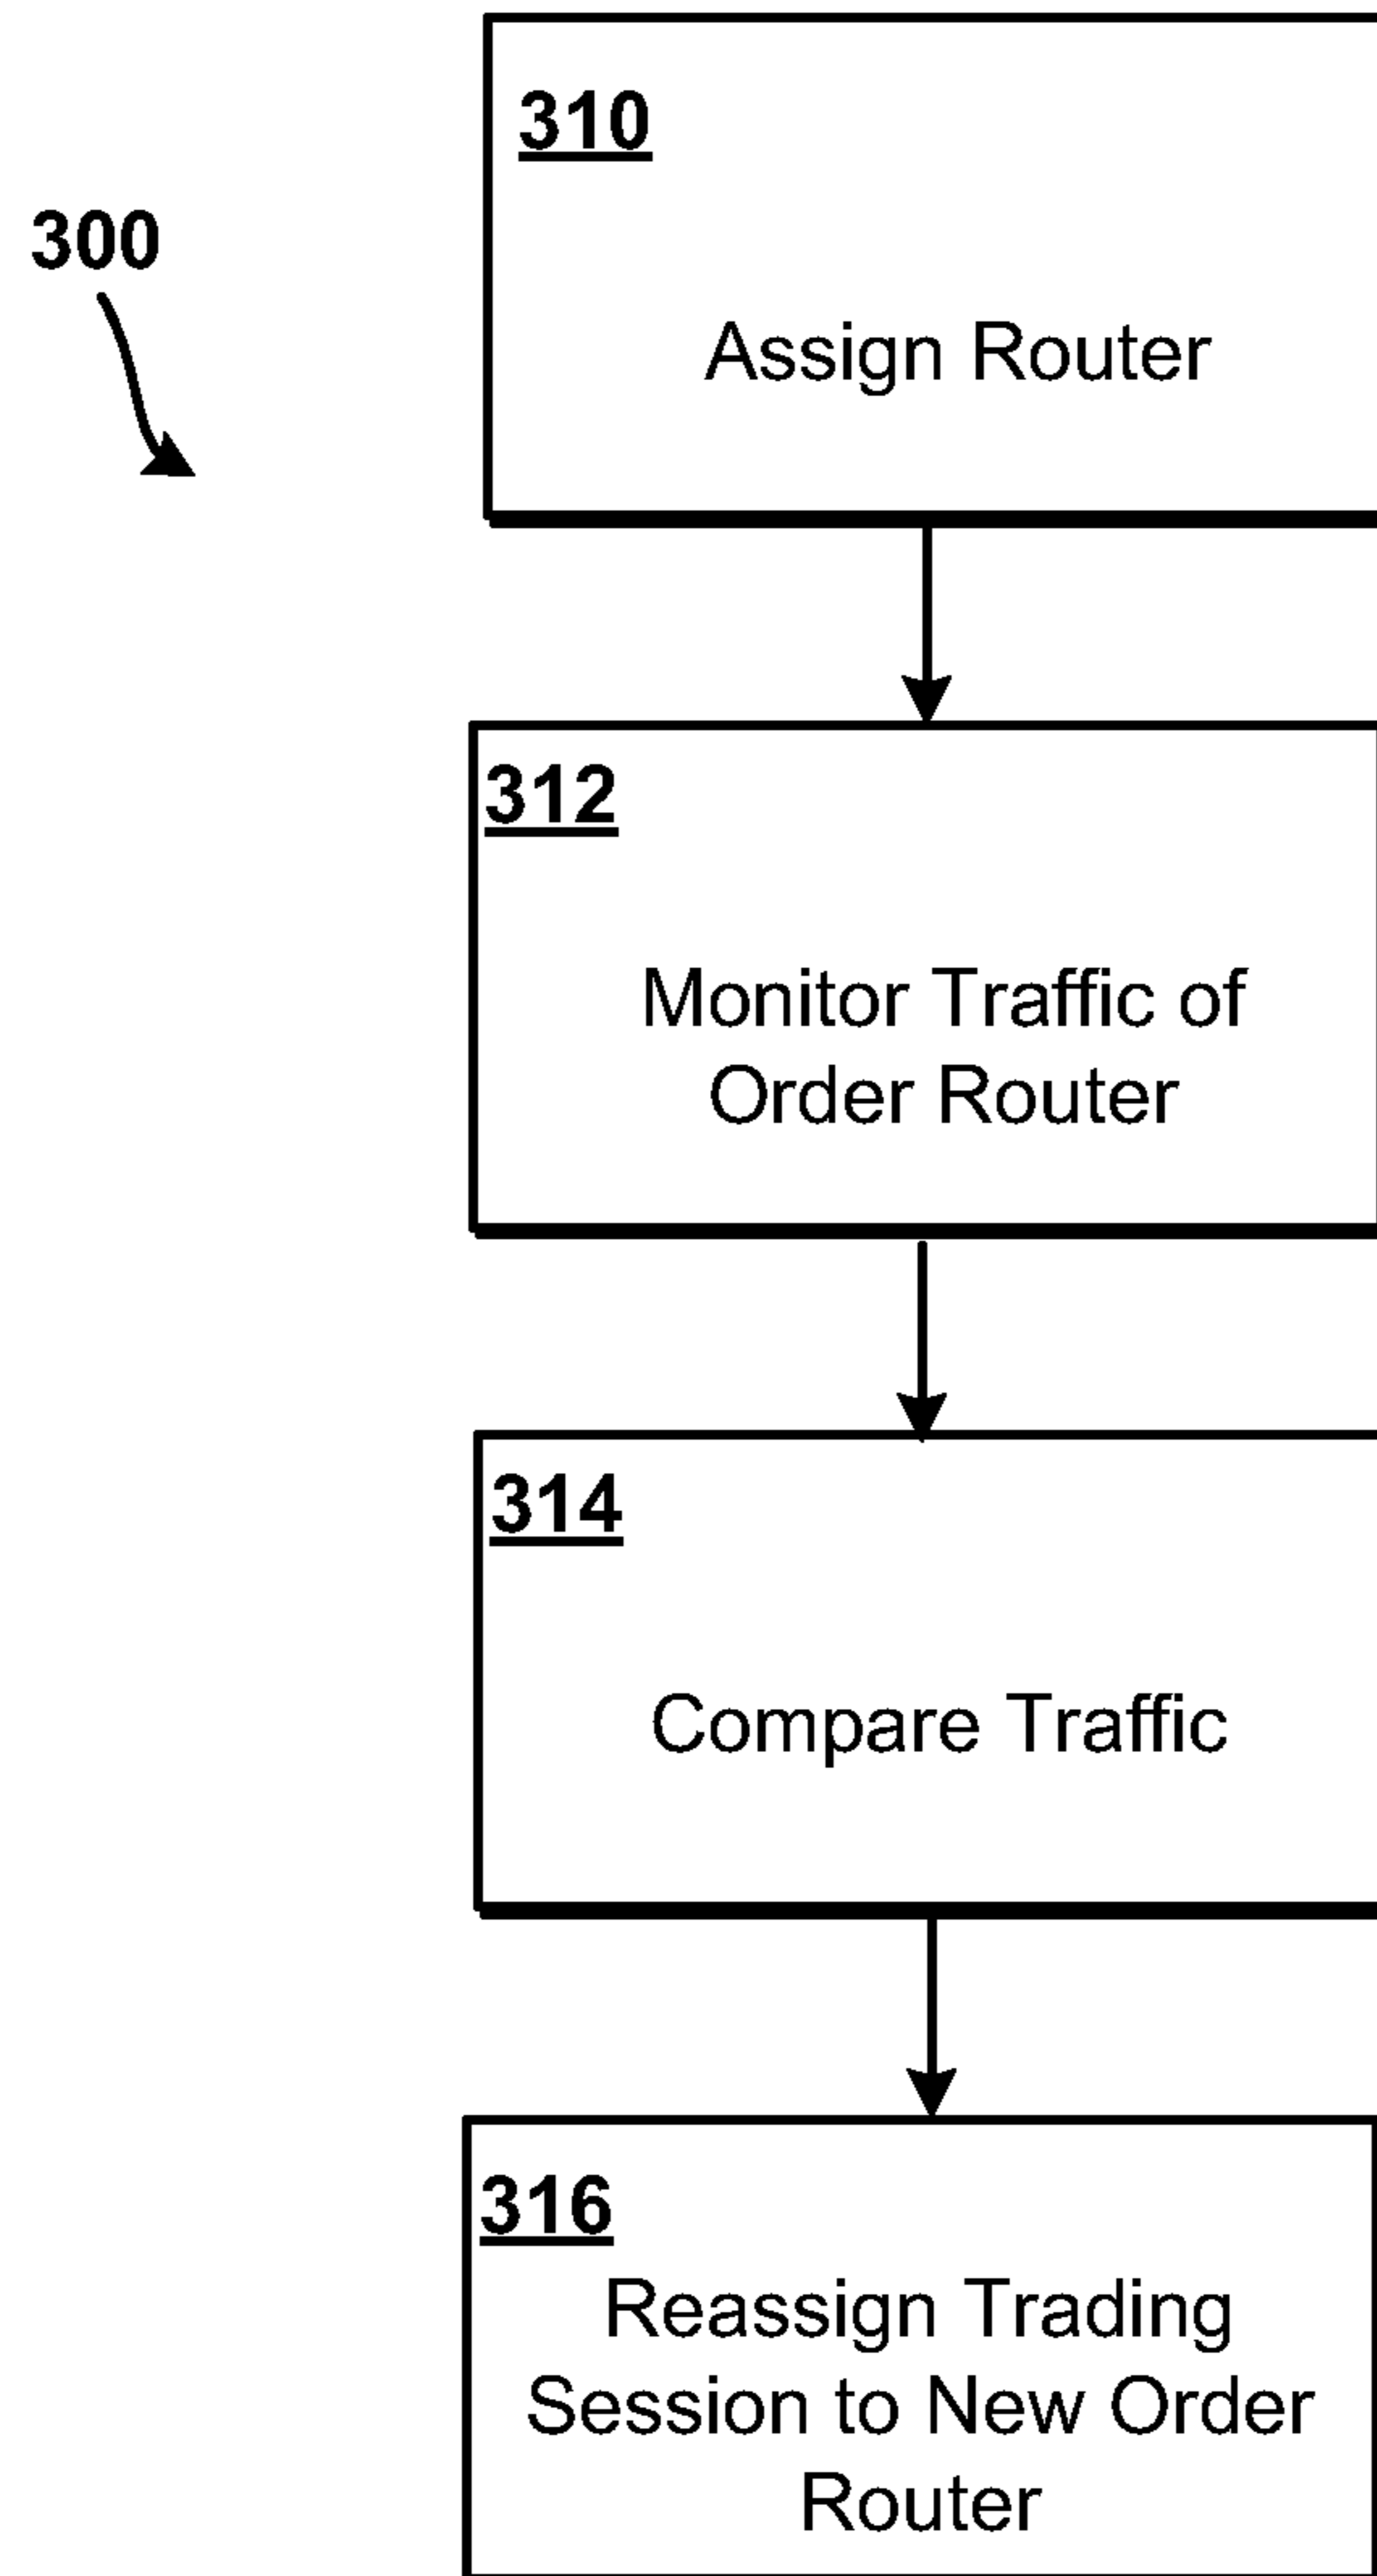 310
300
Assign Router
312
Monitor Traffic of
Order Router
314
Compare Traffic
316
Reassign Trading
Session to New Order
Router